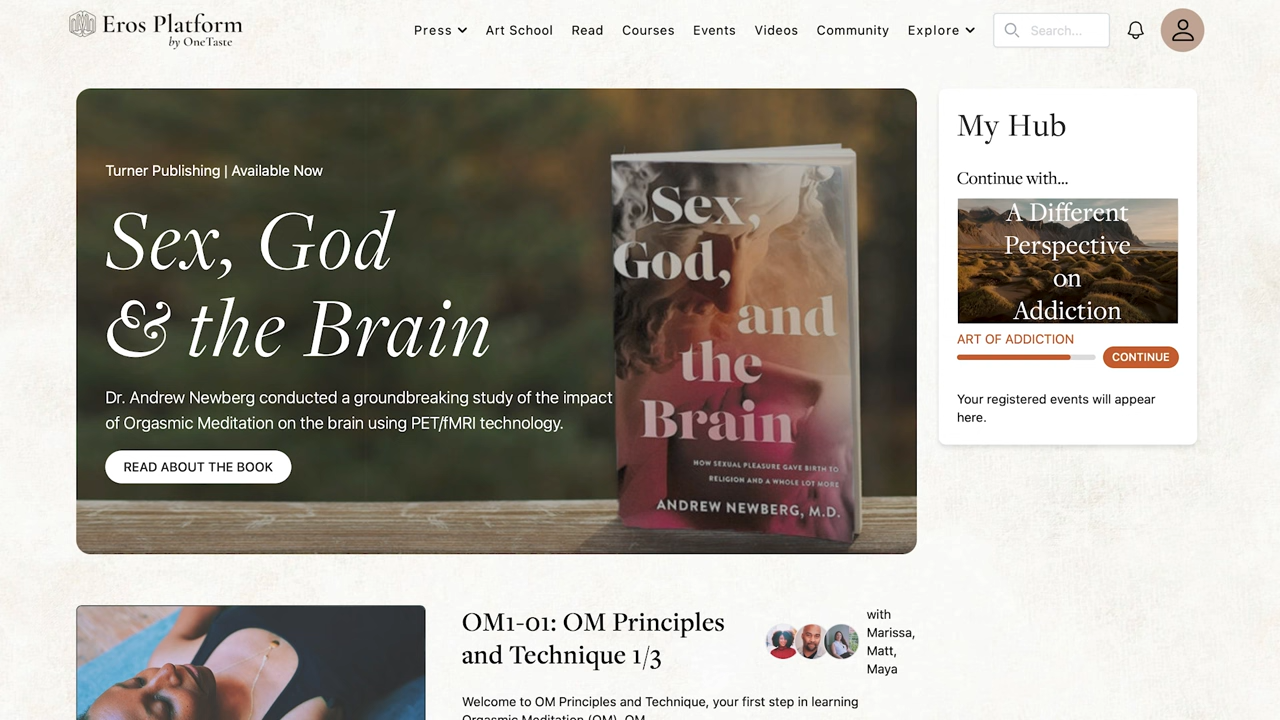 Eros Platform
by OneTaste
Press
Art School
Read
Courses
Events
Videos
Community
Explore
Search...
Turner Publishing | Available Now
Sex, God
& the Brain
Dr. Andrew Newberg conducted a groundbreaking study of the impact
of Orgasmic Meditation on the brain using PET/fMRI technology.
READ ABOUT THE BOOK
Sex,
God,
and
the
Brain
HOW SEXUAL PLEASURE GAVE BIRTH TO
RELIGION AND A WHOLE LOT MORE
ANDREW NEWBERG, M.D.
My Hub
Continue with...
A Different
Perspective
on
Addiction
ART OF ADDICTION
CONTINUE
Your registered events will appear
here.
OM1-01: OM Principles
and Technique 1/3
with
Marissa,
Matt,
Maya
Welcome to OM Principles and Technique, your first step in learning
Orgasmic Meditation (OM). OM